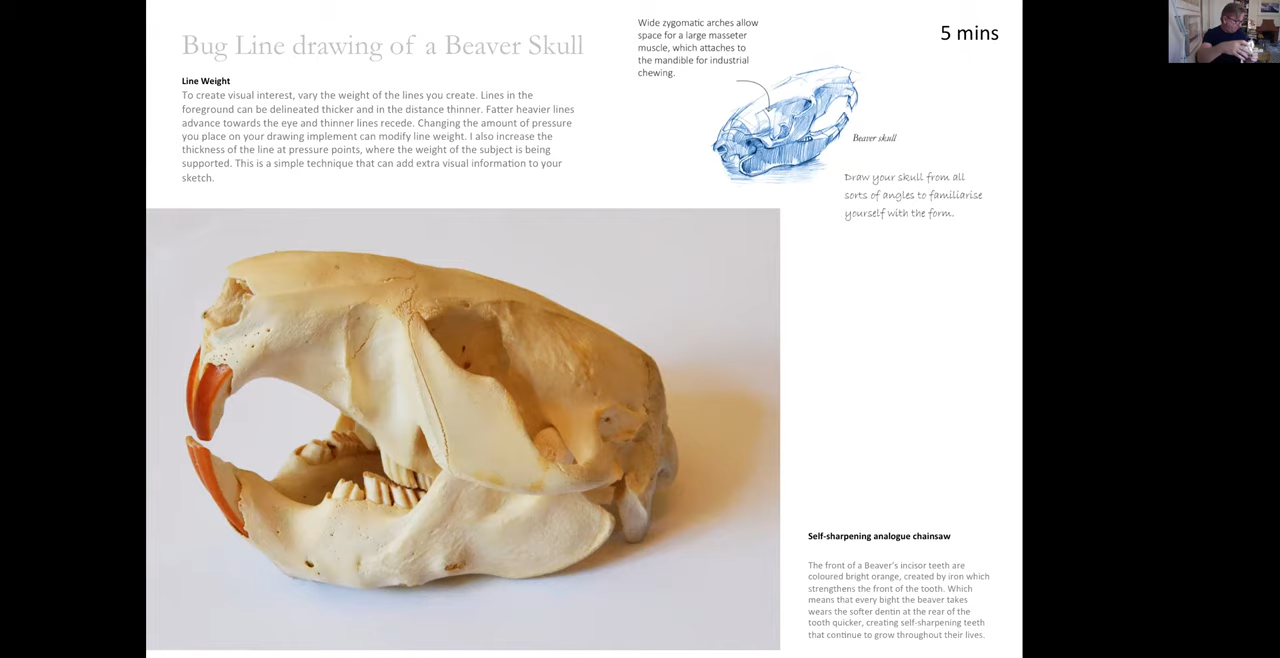 Bug Line drawing of a Beaver Skull
Line Weight
To create visual interest, vary the weight of the lines you create. Lines in the
foreground can be delineated thicker and in the distance thinner. Fatter heavier lines
advance towards the eye and thinner lines recede. Changing the amount of pressure
you place on your drawing implement can modify line weight. I also increase the
thickness of the line at pressure points, where the weight of the subject is being
supported. This is a simple technique that can add extra visual information to your
sketch.
Wide zygomatic arches allow
space for a large masseter
muscle, which attaches to
the mandible for industrial
chewing.
5 mins
Beaver skull
Draw your skull from all
sorts of angles to familiarise
yourself with the form.
Self-sharpening analogue chainsaw
The front of a Beaver's incisor teeth are
coloured bright orange, created by iron which
strengthens the front of the tooth. Which
means that every bight the beaver takes
wears the softer dentin at the rear of the
tooth quicker, creating self-sharpening teeth
that continue to grow throughout their lives.